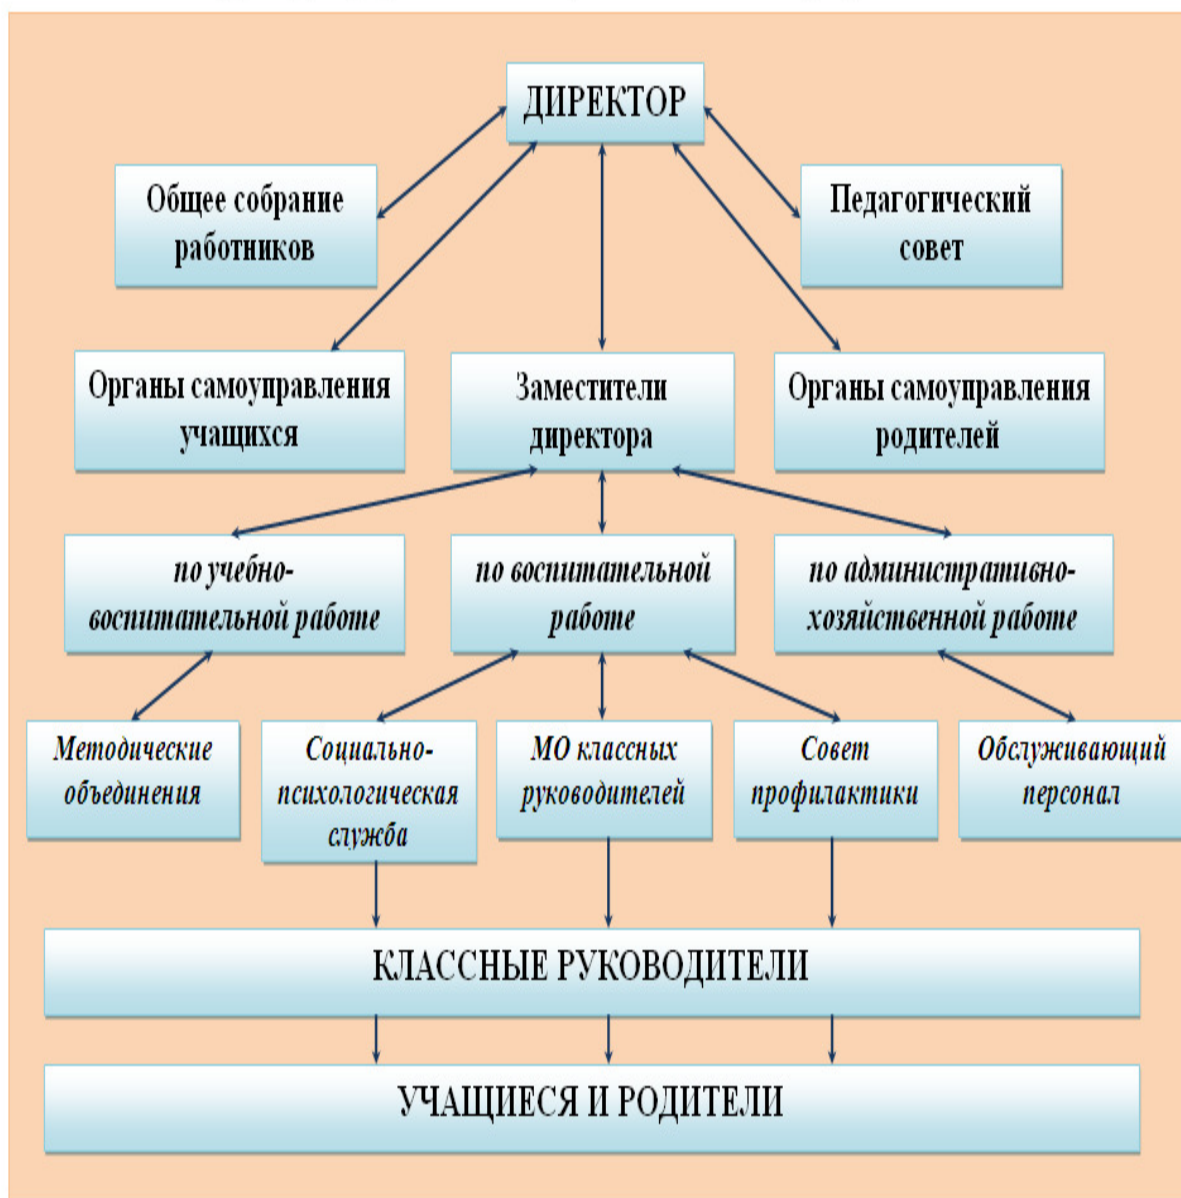 ДИРЕКТОР
Общее собрание
работников
Педагогический
совет
Органы самоуправления
учащихся
Заместители
директора
Органы самоуправления
родителей
по учебно-
воспитательной работе
по воспитательной
работе
по административно-
хозяйственной работе
Методические
объединения
Социально-
психологическая
служба
МО классных
руководителей
Совет
профилактики
Обслуживающий
персонал
КЛАССНЫЕ РУКОВОДИТЕЛИ
УЧАЩИЕСЯ И РОДИТЕЛИ